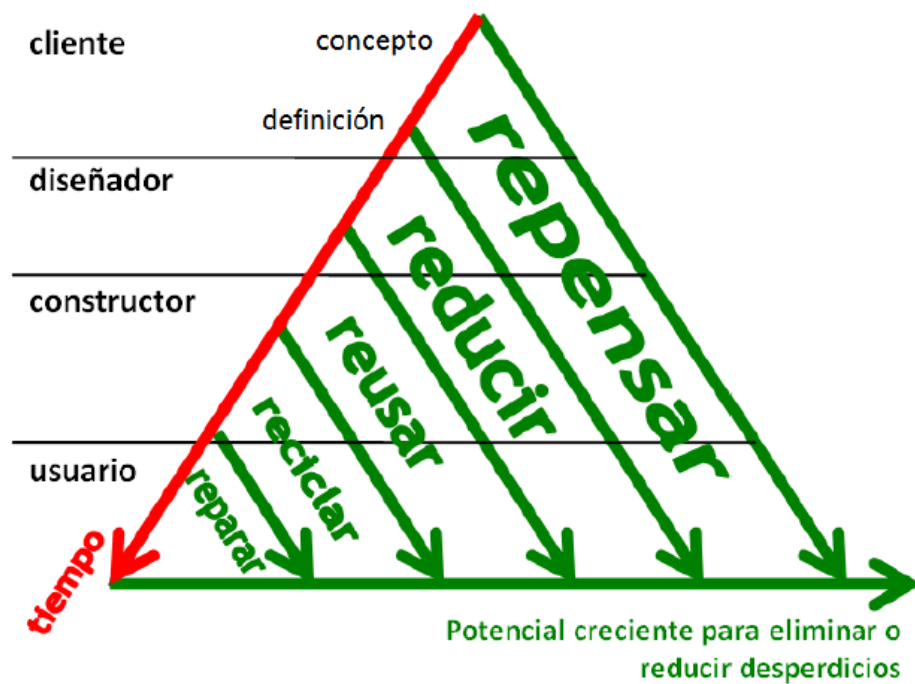 cliente
concepto
definición
diseñador
constructor
usuario
repensar
reducir
reusar
reciclar
reparar
tiempo
Potencial creciente para eliminar o
reducir desperdicios